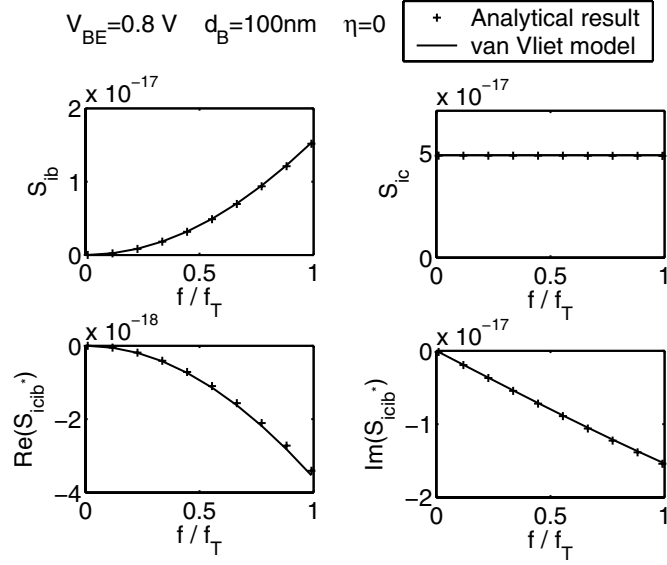 V_BE=0.8 V d_B=100nm η=0
+ Analytical result
— van Vliet model
x 10^−17
2
1
0
S_ib
0 0.5 1
f / f_T
x 10^−17
5
0
S_ic
0 0.5 1
f / f_T
x 10^−18
0
−2
−4
Re(S_icib*)
0 0.5 1
f / f_T
x 10^−17
0
−1
−2
Im(S_icib*)
0 0.5 1
f / f_T